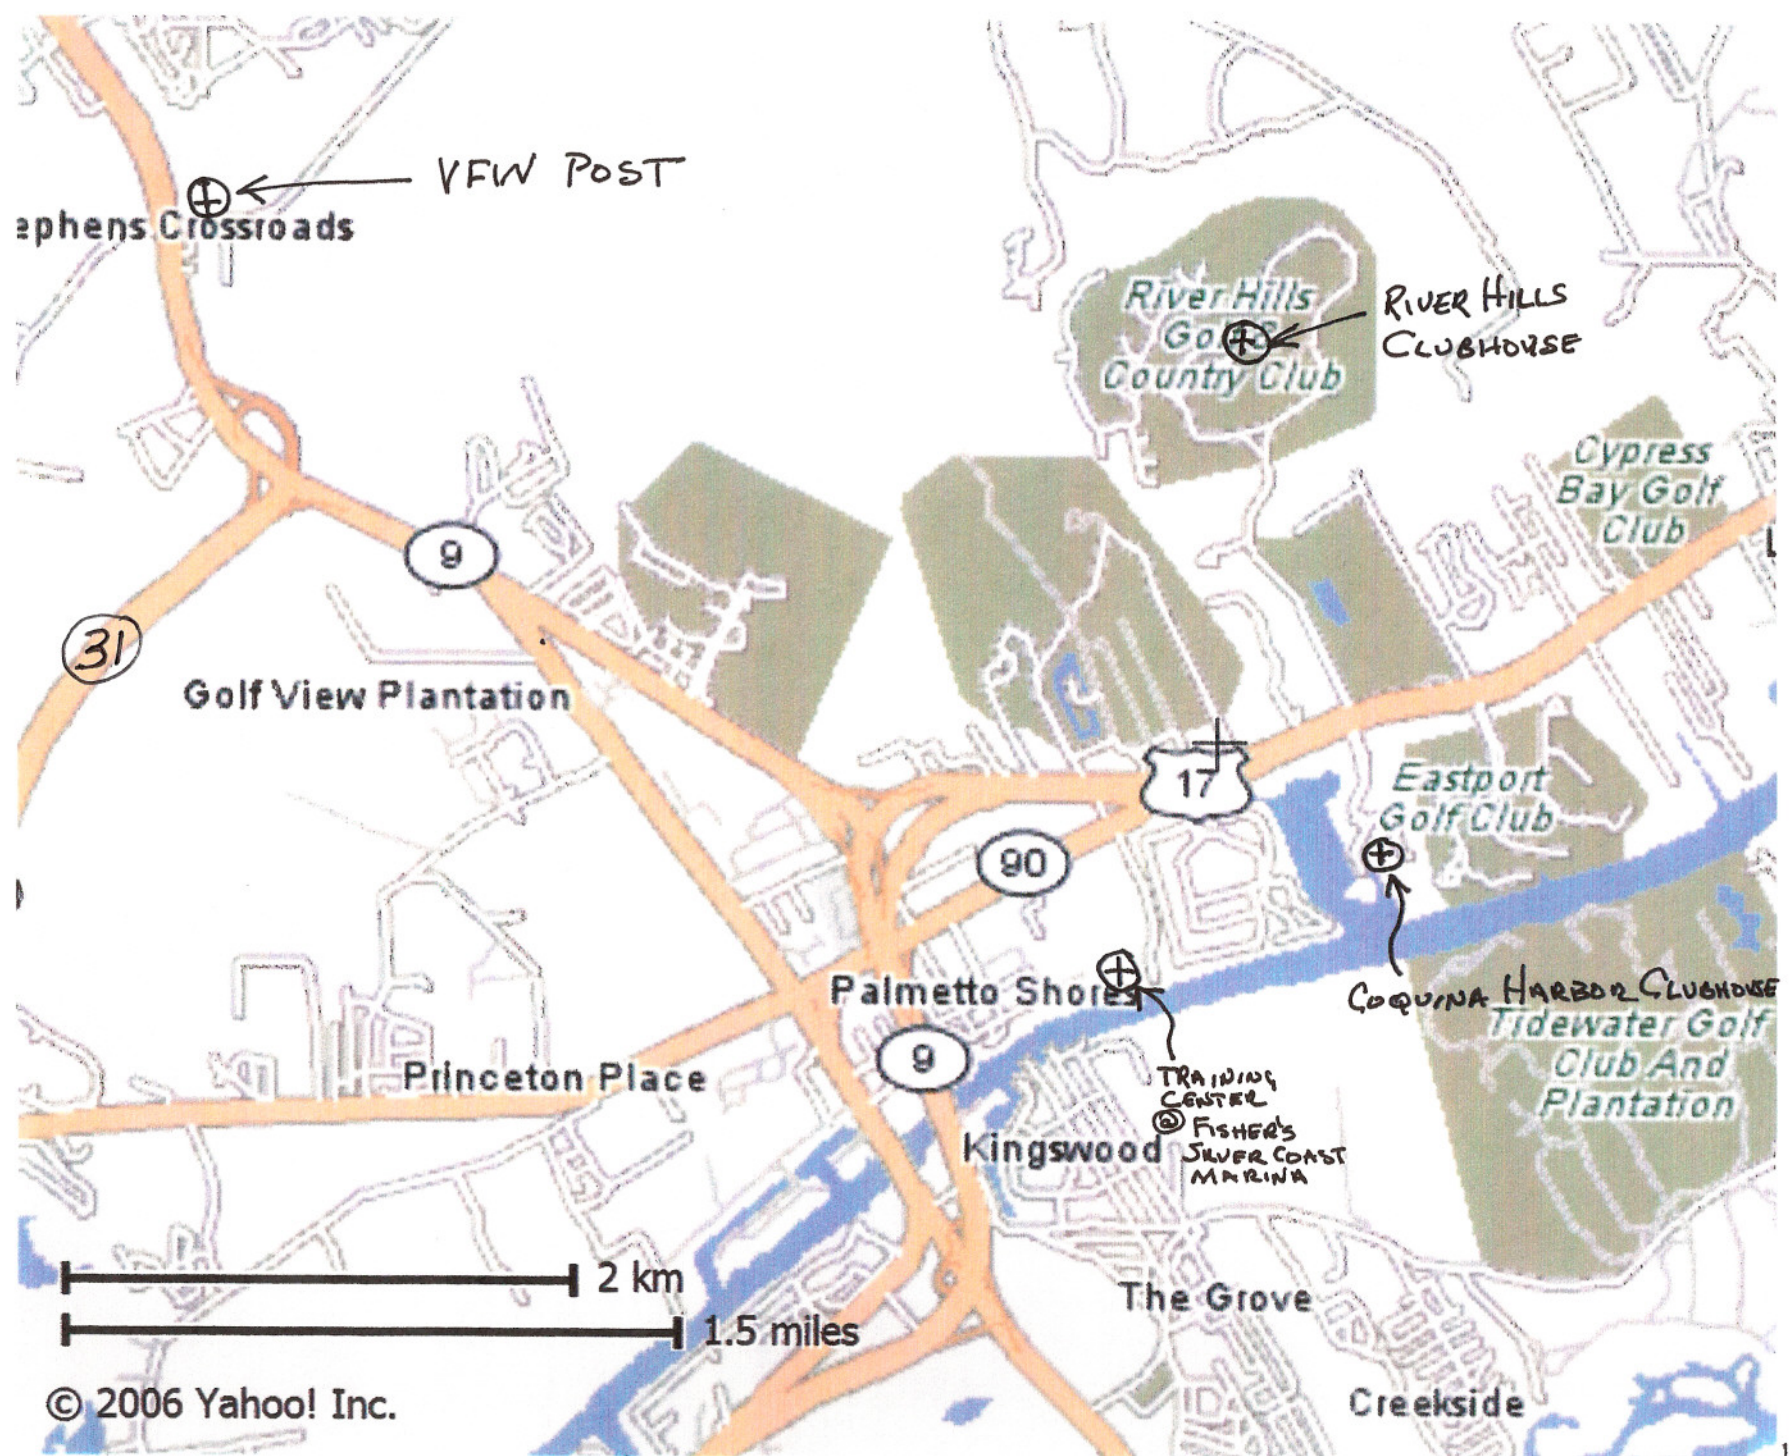 VFW POST
ephens Crossroads
River Hills
Golf &
Country Club
RIVER HILLS
CLUBHOUSE
Cypress
Bay Golf
Club
L
9
31
Golf View Plantation
17
Eastport
Golf Club
90
Palmetto Shores
COQUINA HARBOR CLUBHOUSE
Tidewater Golf
Club And
Plantation
9
Princeton Place
TRAINING
CENTER
@ FISHER'S
SILVER COAST
MARINA
Kingswood
The Grove
2 km
1.5 miles
Creekside
© 2006 Yahoo! Inc.